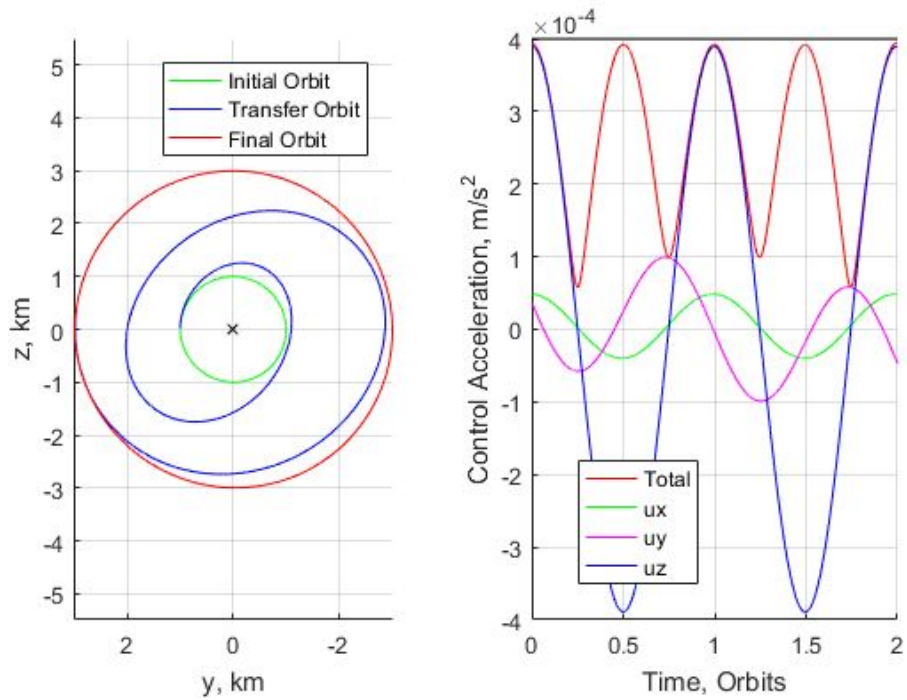 Initial Orbit
Transfer Orbit
Final Orbit
5
4
3
2
1
0
-1
-2
-3
-4
-5
z, km
2
0
-2
y, km
×10⁻⁴
4
3
2
1
0
-1
-2
-3
-4
Control Acceleration, m/s²
Total
ux
uy
uz
0
0.5
1
1.5
2
Time, Orbits